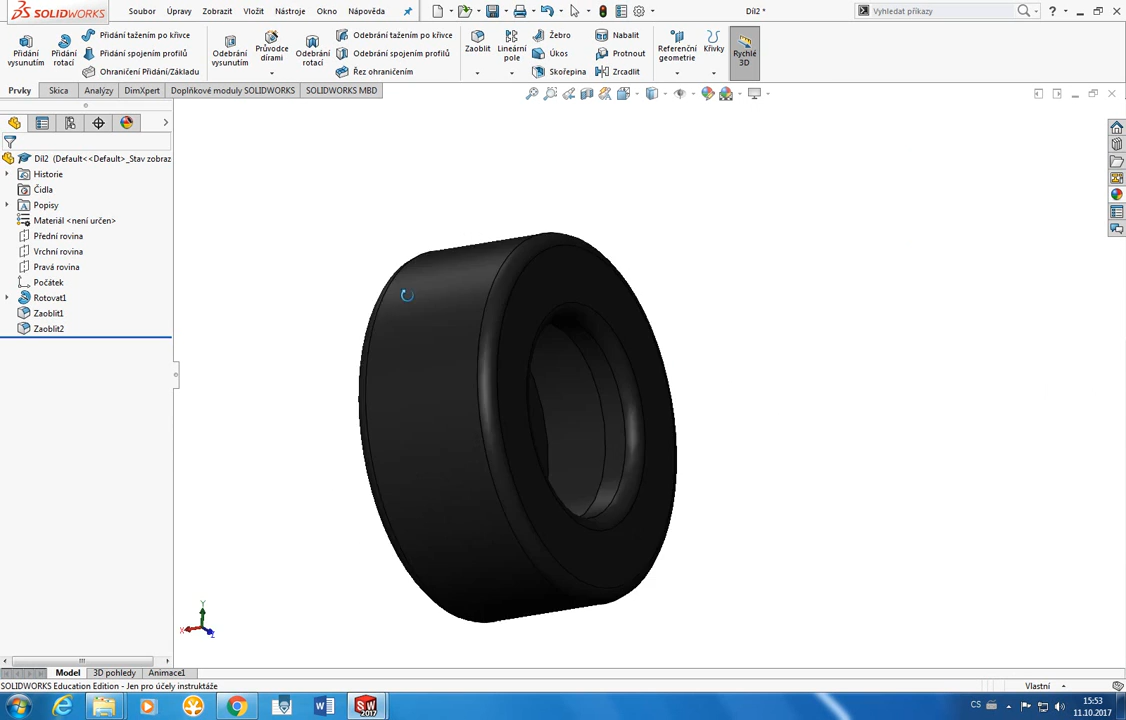 SOLIDWORKS Soubor Úpravy Zobrazit Vložit Nástroje Okno Nápověda Díl2 * Vyhledat příkazy
Přidání vysunutím
Přidání rotací
Přidání tažením po křivce
Přidání spojením profilů
Ohraničení Přidání/Základu
Odebrání vysunutím
Průvodce dírami
Odebrání rotací
Odebrání tažením po křivce
Odebrání spojením profilů
Řez ohraničením
Zaoblit
Lineární pole
Žebro
Úkos
Skořepina
Nabalit
Protnout
Zrcadlit
Referenční geometrie
Křivky
Rychlé 3D
Prvky Skica Analýzy DimXpert Doplňkové moduly SOLIDWORKS SOLIDWORKS MBD
Díl2 (Default<<Default>_Stav zobraz
Historie
Čidla
Popisy
Materiál <není určen>
Přední rovina
Vrchní rovina
Pravá rovina
Počátek
Rotovat1
Zaoblit1
Zaoblit2
Y
X
Z
Model 3D pohledy Animace1
SOLIDWORKS Education Edition - Jen pro účely instruktáže Vlastní
SW 2017
CS 15:53
11.10.2017